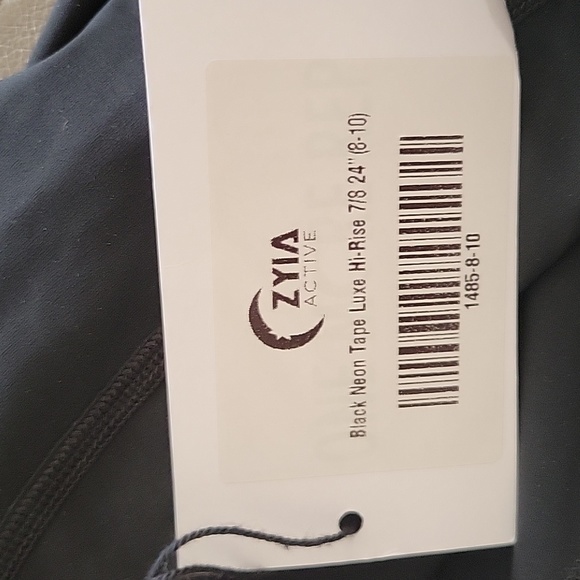 ZYIA
ACTIVE
Black Neon Tape Luxe Hi-Rise 7/8 24" (8-10)
1485-8-10